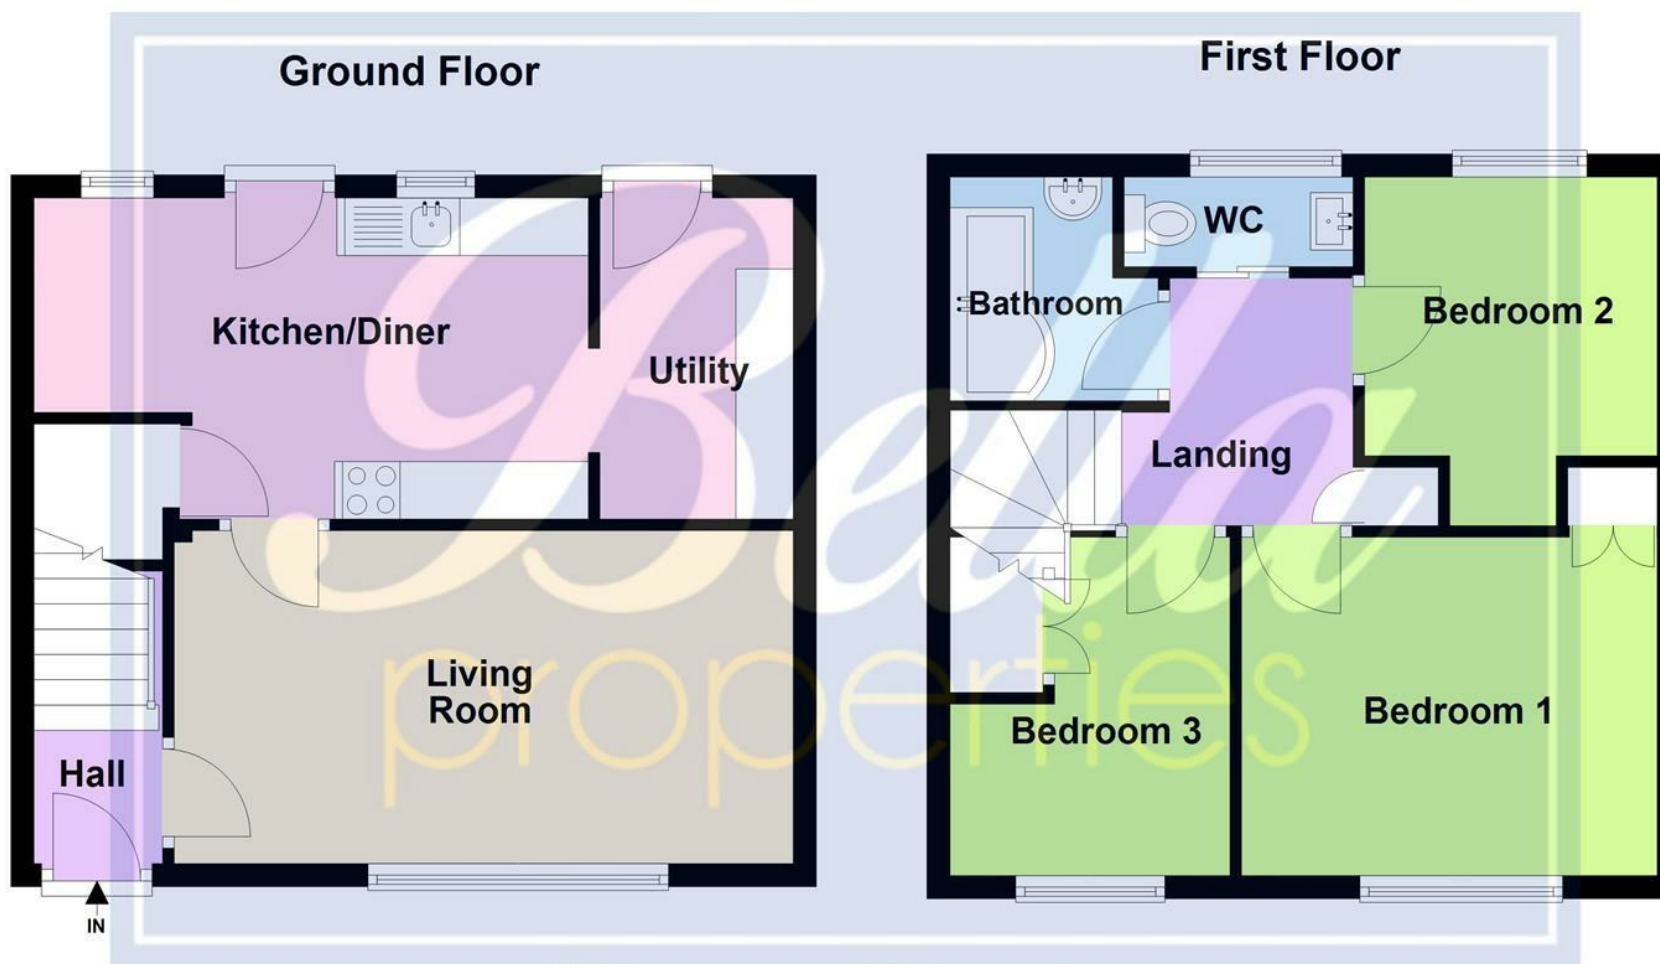 Ground Floor
First Floor
Kitchen/Diner
Utility
Living
Room
Hall
IN
Bathroom
WC
Bedroom 2
Landing
Bedroom 3
Bedroom 1
Bella
properties